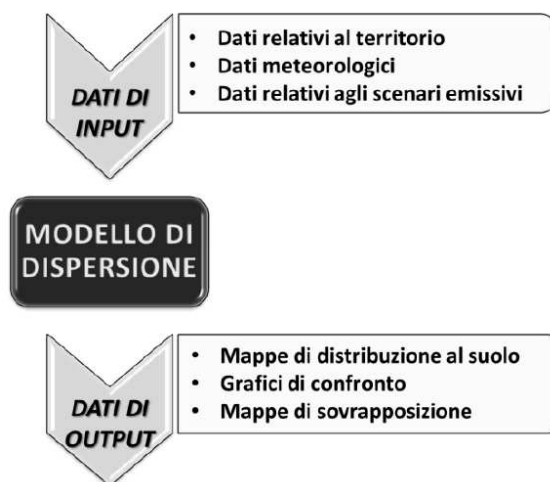 DATI DI
INPUT
• Dati relativi al territorio
• Dati meteorologici
• Dati relativi agli scenari emissivi
MODELLO DI
DISPERSIONE
DATI DI
OUTPUT
• Mappe di distribuzione al suolo
• Grafici di confronto
• Mappe di sovrapposizione